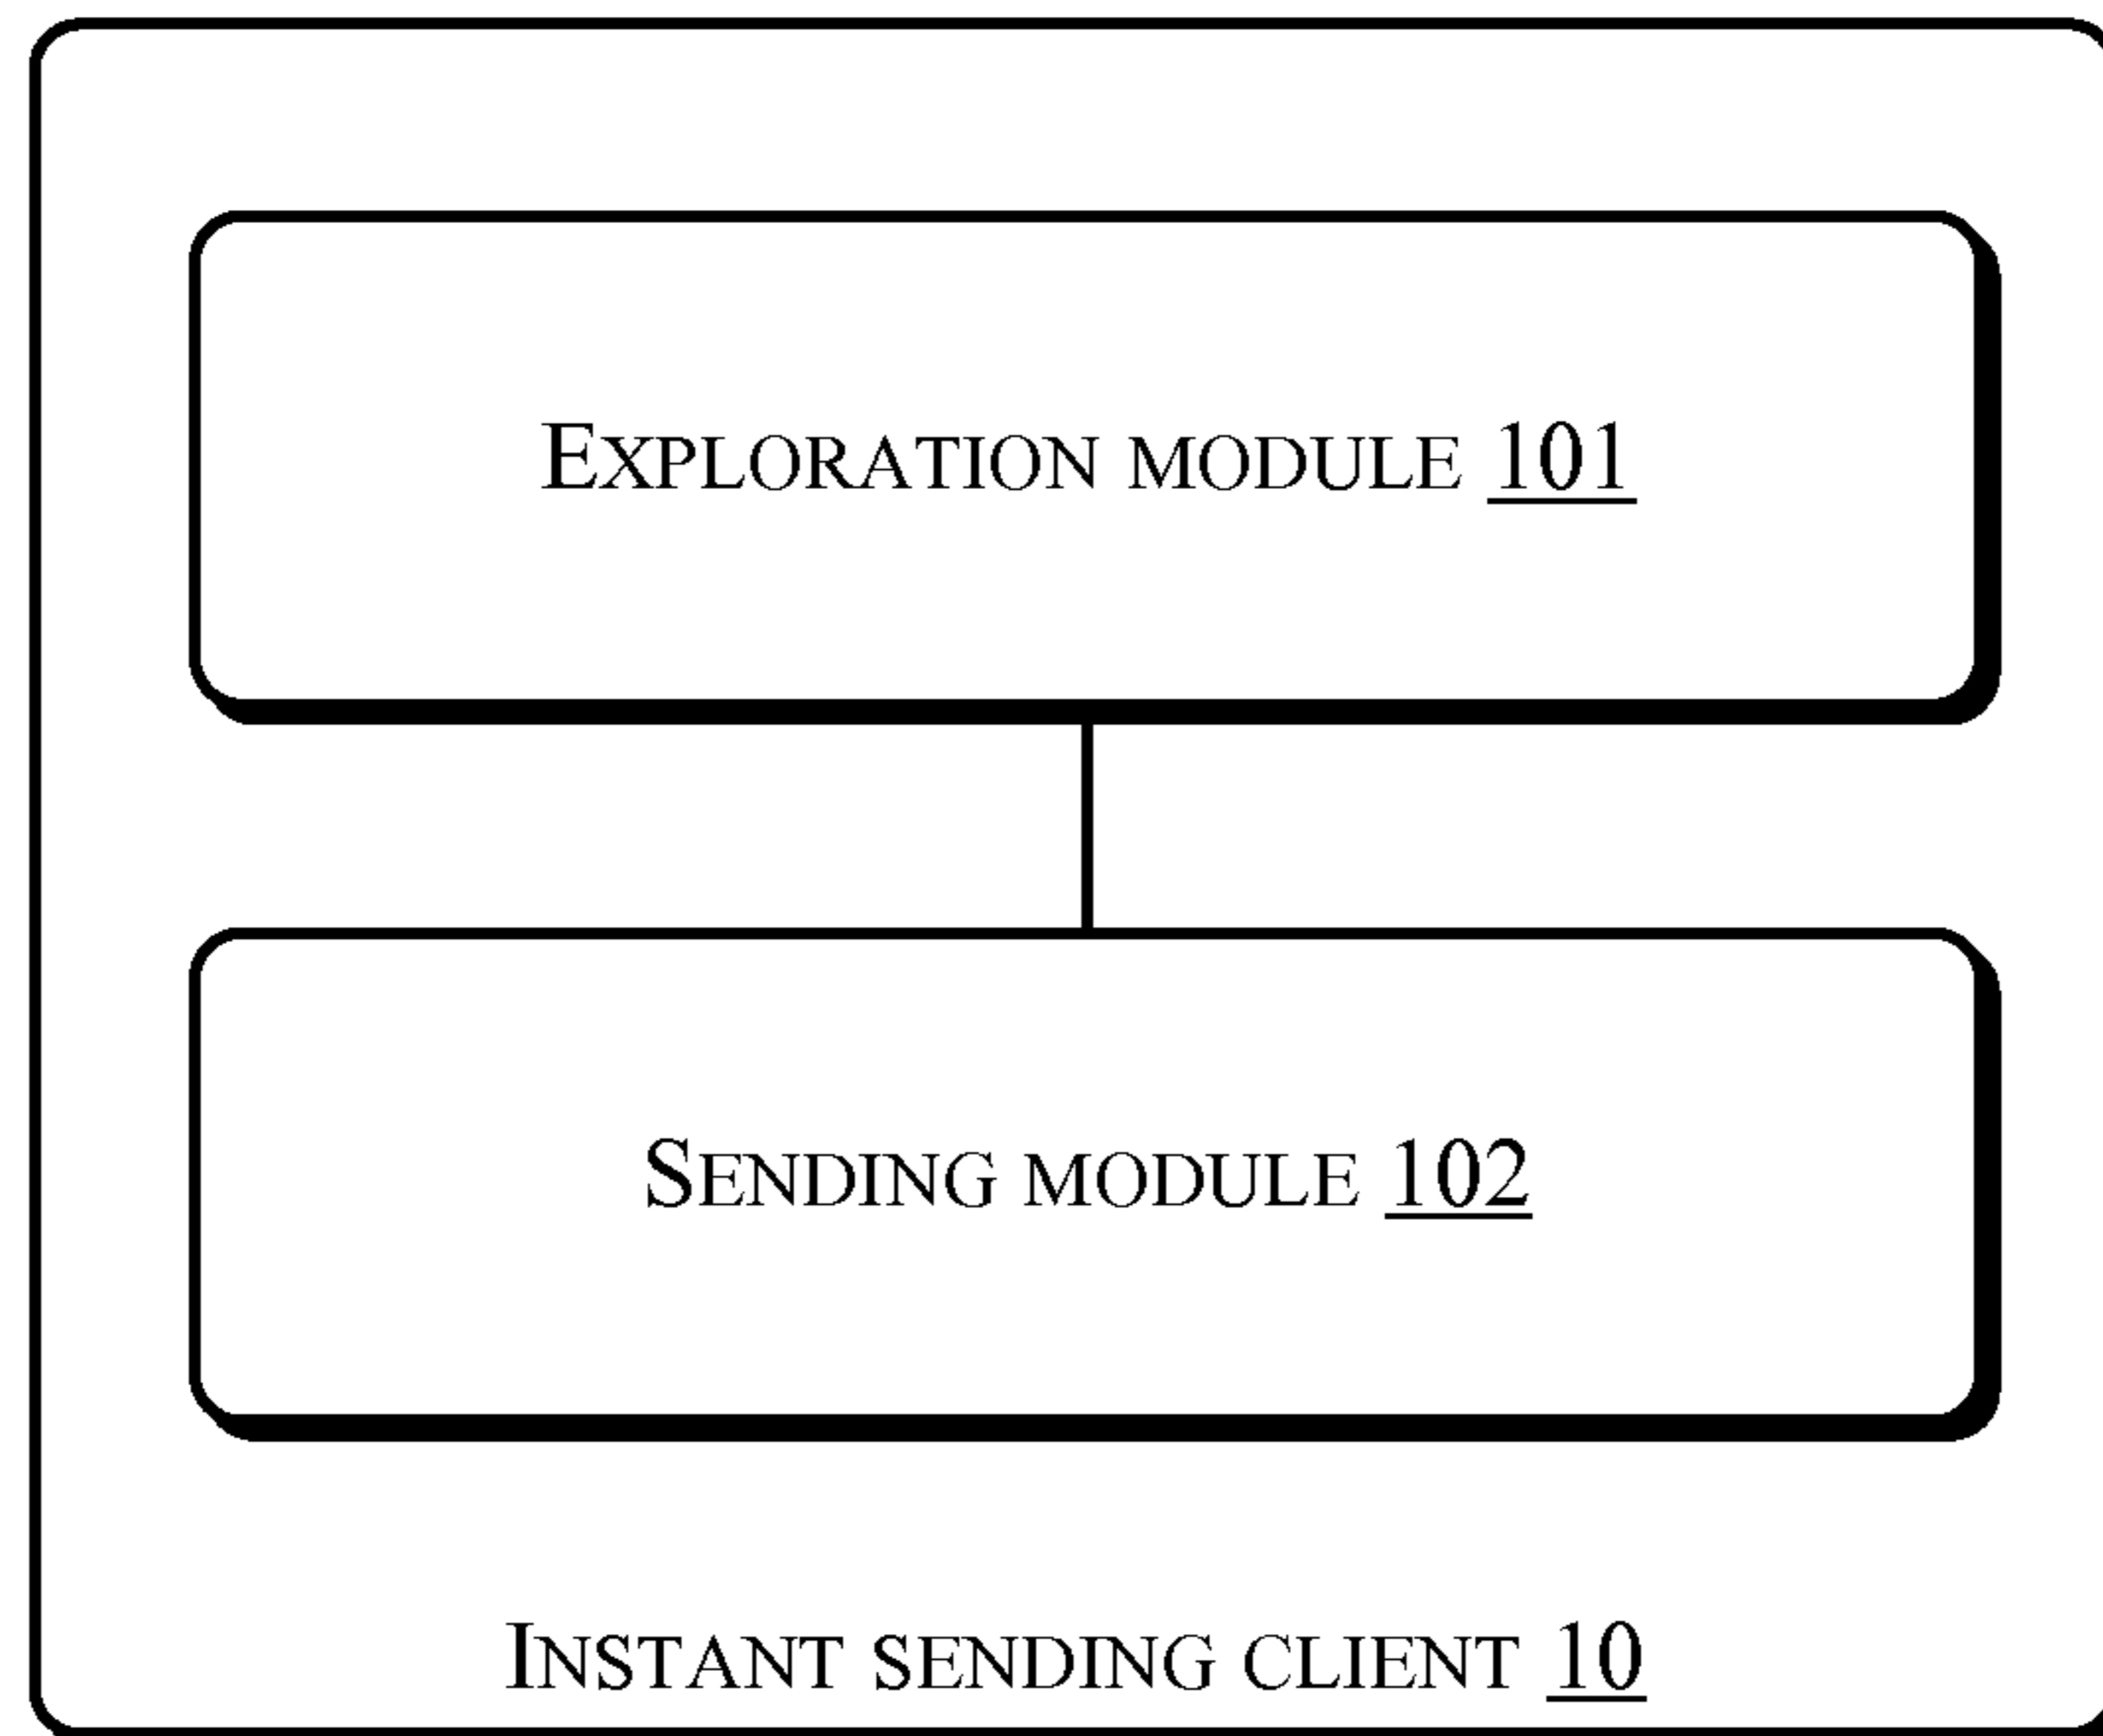 EXPLORATION MODULE 101
SENDING MODULE 102
INSTANT SENDING CLIENT 10